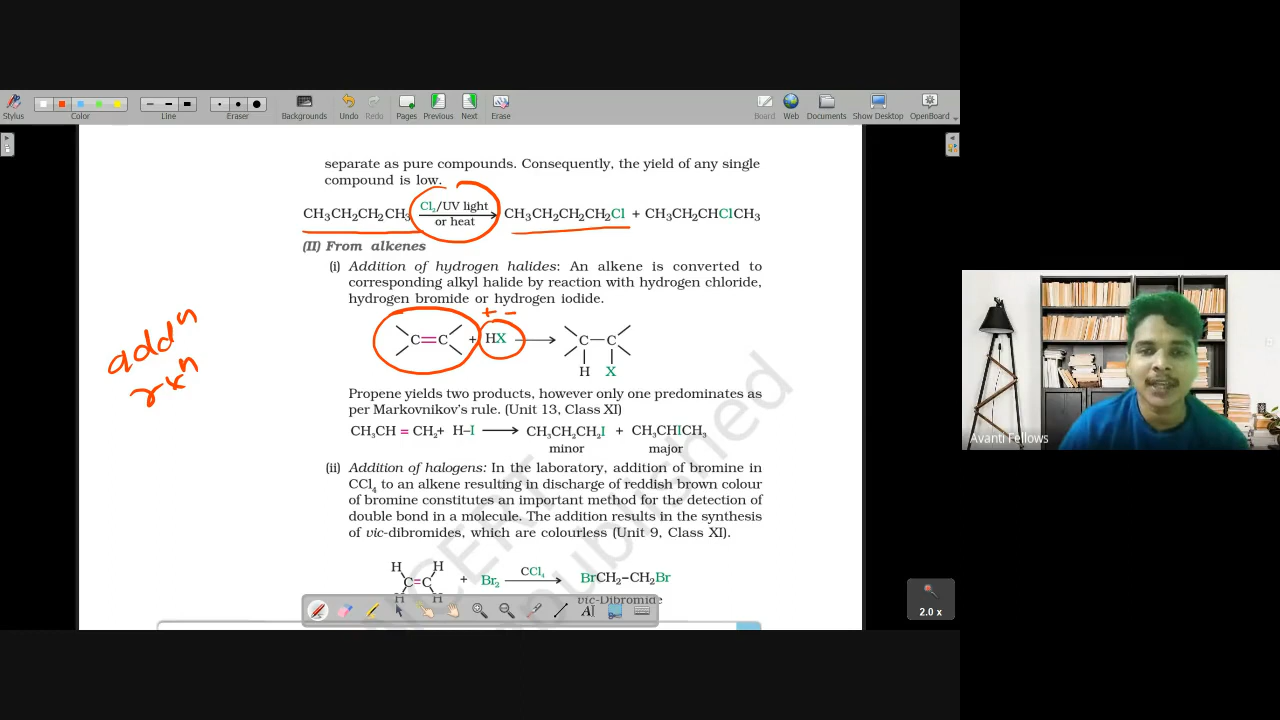 Stylus
Color
Line
Eraser
Backgrounds
Undo
Redo
Pages
Previous
Next
Erase
Board
Web
Documents
Show Desktop
OpenBoard
separate as pure compounds. Consequently, the yield of any single
compound is low.
CH₃CH₂CH₂CH₃ Cl₂/UV light or heat CH₃CH₂CH₂CH₂Cl + CH₃CH₂CHClCH₃
(II) From alkenes
(i) Addition of hydrogen halides: An alkene is converted to
corresponding alkyl halide by reaction with hydrogen chloride,
hydrogen bromide or hydrogen iodide.
+ −
C=C + HX → C−C
H X
addⁿ
rxⁿ
Propene yields two products, however only one predominates as
per Markovnikov's rule. (Unit 13, Class XI)
CH₃CH = CH₂+ H–I → CH₃CH₂CH₂I + CH₃CHICH₃
minor major
(ii) Addition of halogens: In the laboratory, addition of bromine in
CCl₄ to an alkene resulting in discharge of reddish brown colour
of bromine constitutes an important method for the detection of
double bond in a molecule. The addition results in the synthesis
of vic-dibromides, which are colourless (Unit 9, Class XI).
H H
C=C + Br₂ CCl₄ → BrCH₂–CH₂Br
H H
vic-Dibromide
2.0 x
Avanti Fellows